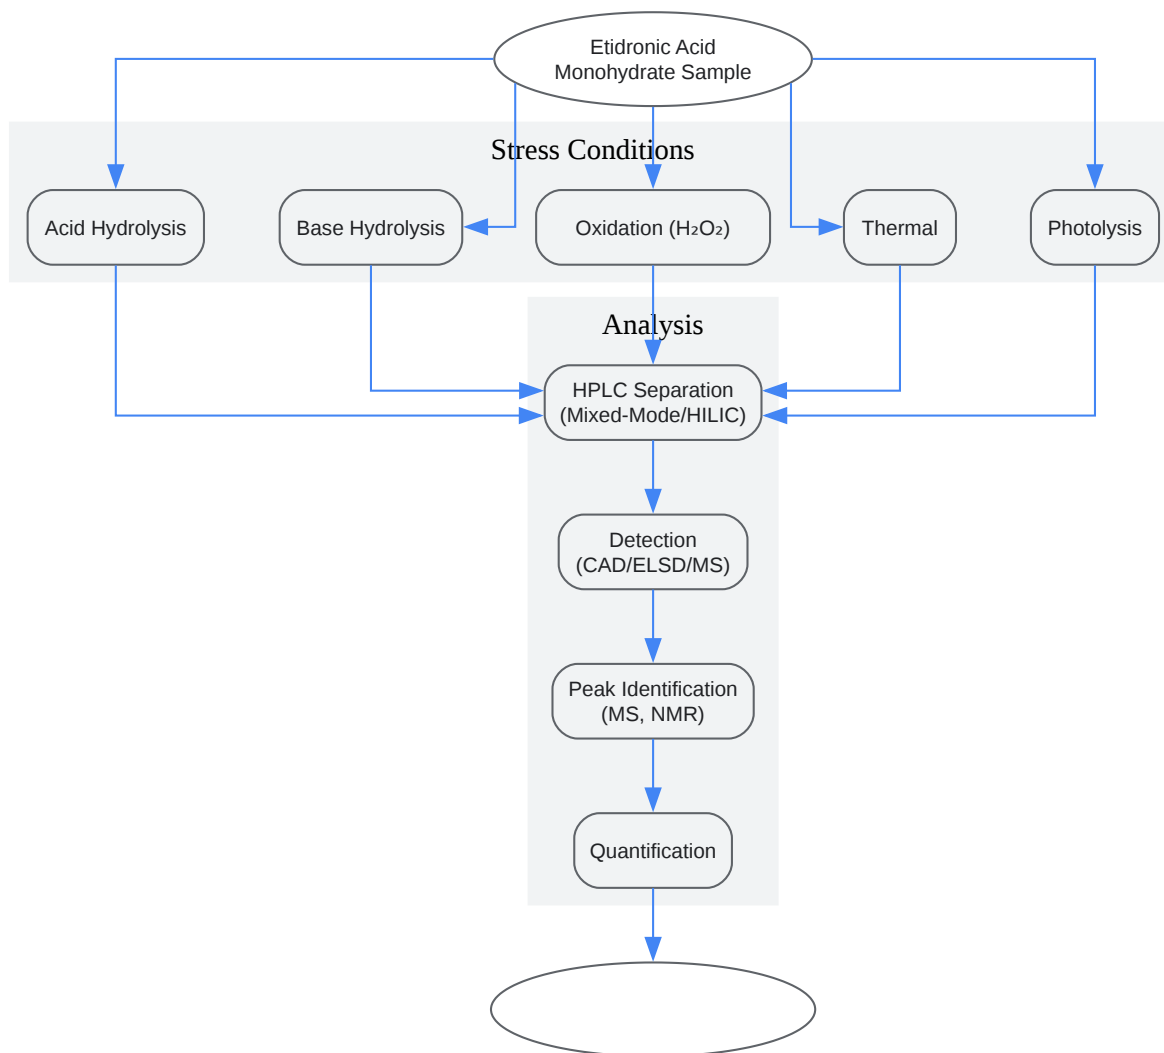 Etidronic Acid
Monohydrate Sample
Stress Conditions
Acid Hydrolysis
Base Hydrolysis
Oxidation (H₂O₂)
Thermal
Photolysis
Analysis
HPLC Separation
(Mixed-Mode/HILIC)
Detection
(CAD/ELSD/MS)
Peak Identification
(MS, NMR)
Quantification